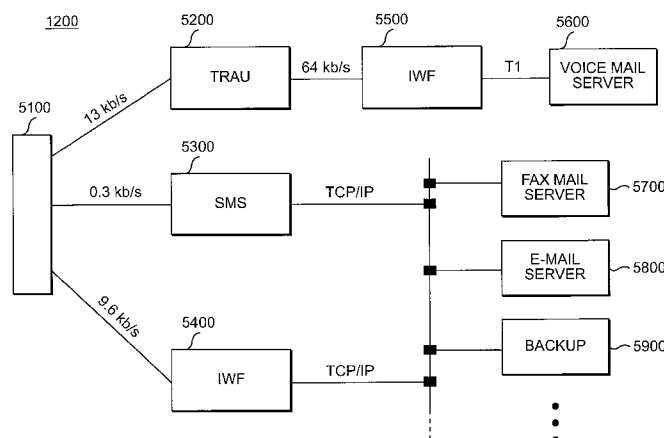 1200
5200
5500
5600
5100
TRAU
64 kb/s
IWF
T1
VOICE MAIL
SERVER
13 kb/s
5300
0.3 kb/s
SMS
TCP/IP
FAX MAIL
SERVER
5700
E-MAIL
SERVER
5800
9.6 kb/s
5400
IWF
TCP/IP
BACKUP
5900